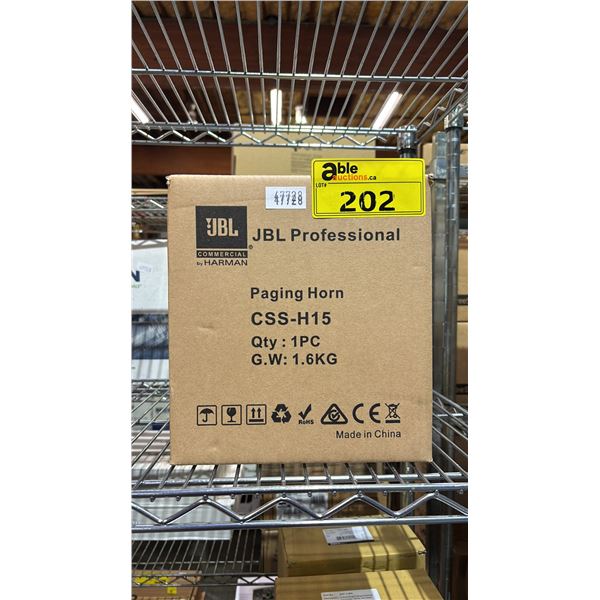 able
auctions.ca
LOT#
202
47728
JBL
COMMERCIAL
by HARMAN
JBL Professional
Paging Horn
CSS-H15
Qty : 1PC
G.W: 1.6KG
RoHS
CE
Made in China